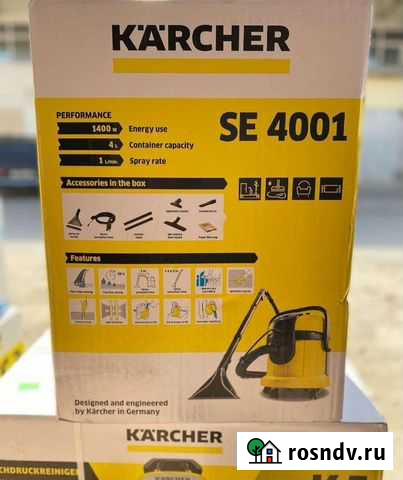 KÄRCHER
PERFORMANCE
1400 W Energy use
4 L Container capacity
1 L/min. Spray rate
SE 4001
Accessories in the box
Features
Designed and engineered
by Kärcher in Germany
KÄRCHER
CHDRUCKREINIGER
rosndv.ru